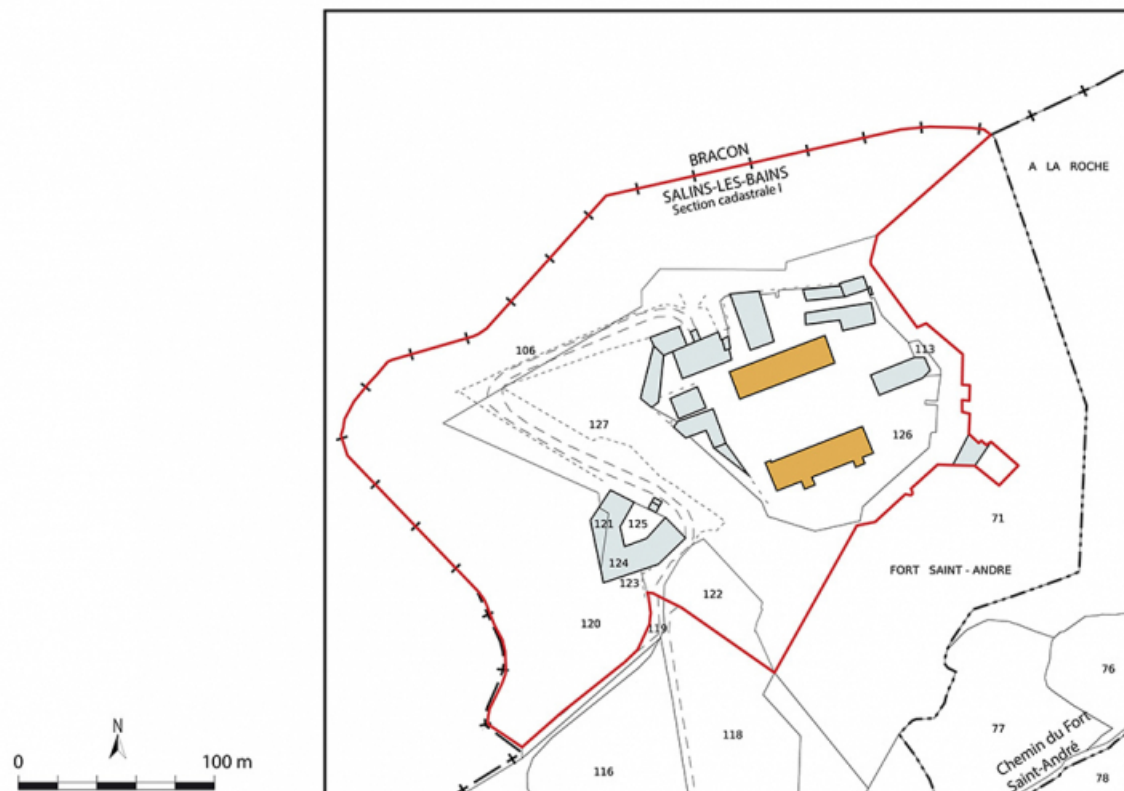 BRACON
SALINS-LES-BAINS
Section cadastrale I
A LA ROCHE
106
113
127
126
121
125
71
124
FORT SAINT-ANDRE
123
122
120
119
76
77
118
Chemin du Fort
Saint-André
116
78
N
0
100 m